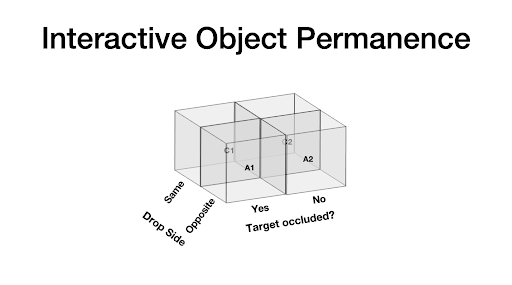 Interactive Object Permanence
C1
C2
A1
A2
Same
Opposite
Drop Side
Yes
No
Target occluded?